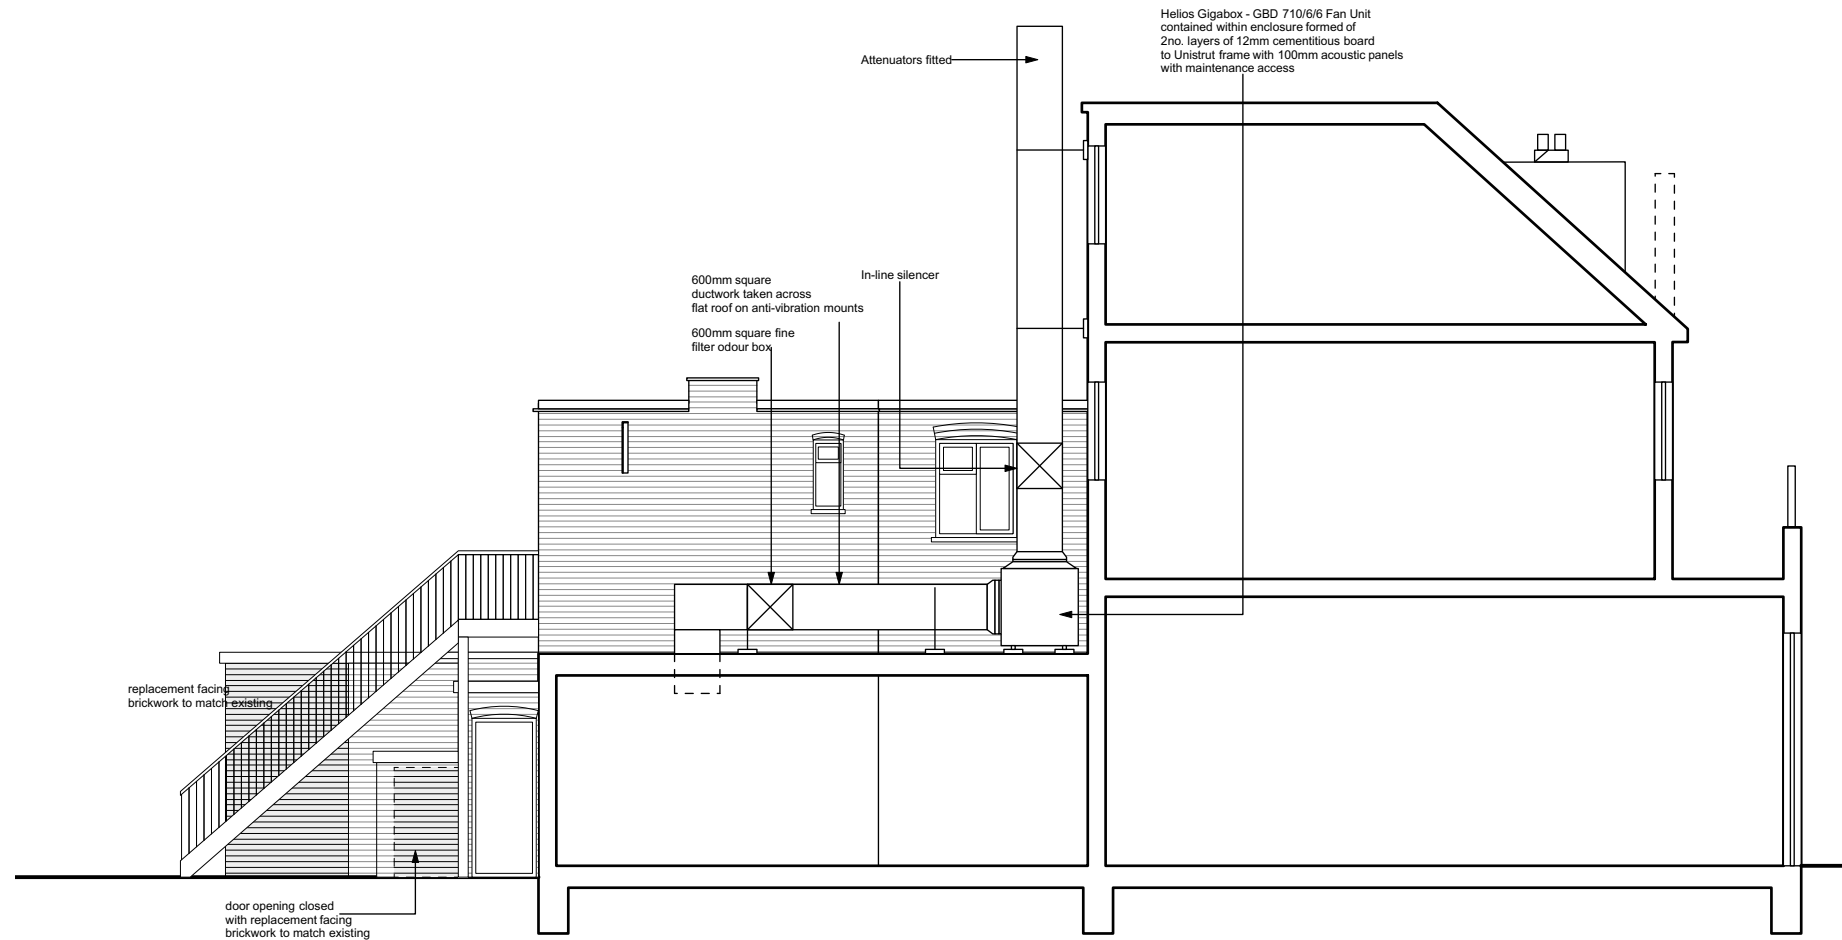 Helios Gigabox - GBD 710/6/6 Fan Unit
contained within enclosure formed of
2no. layers of 12mm cementitious board
to Unistrut frame with 100mm acoustic panels
with maintenance access
Attenuators fitted
In-line silencer
600mm square
ductwork taken across
flat roof on anti-vibration mounts
600mm square fine
filter odour box
replacement facing
brickwork to match existing
door opening closed
with replacement facing
brickwork to match existing